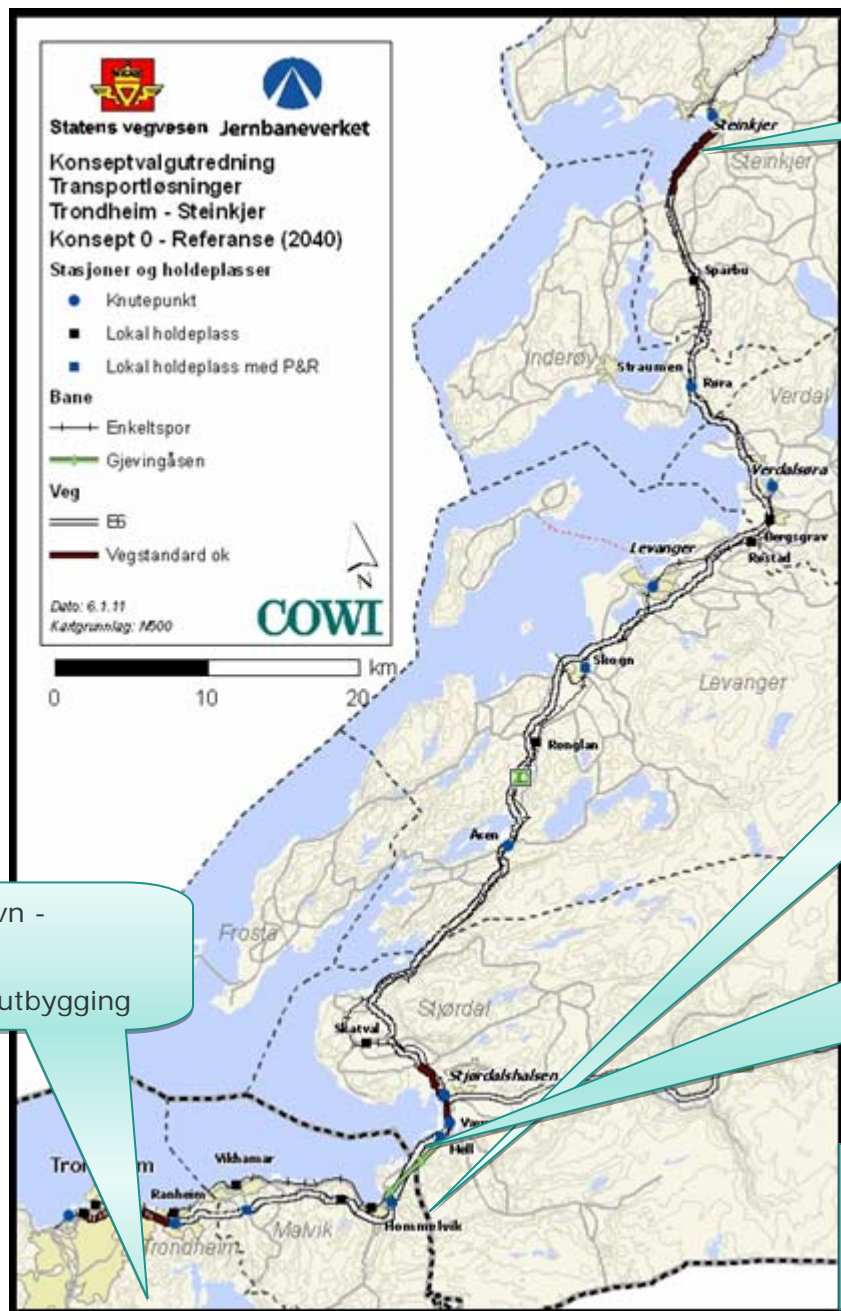 Statens vegvesen Jernbaneverket
Konseptvalgutredning
Transportløsninger
Trondheim - Steinkjer
Konsept 0 - Referanse (2040)
Stasjoner og holdeplasser
Knutepunkt
Lokal holdeplass
Lokal holdeplass med P&R
Bane
Enkeltspor
Gjevingåsen
Veg
E6
Vegstandard ok
N
Dato: 6.1.11
Kartgrunnlag: N500
COWI
km
0 10 20
Steinkjer
Steinkjer
Sparbu
Inderøy
Straumen
Røra
Verdal
Verdalsøra
Bergsgrav
Røstad
Levanger
Skogn
Levanger
Ronglan
Åsen
vn -
utbygging
Frosta
Stjørdal
Skatval
Stjørdalshalsen
Hell
Vikhamar
Ranheim
Malvik
Hommelvik
Trondheim